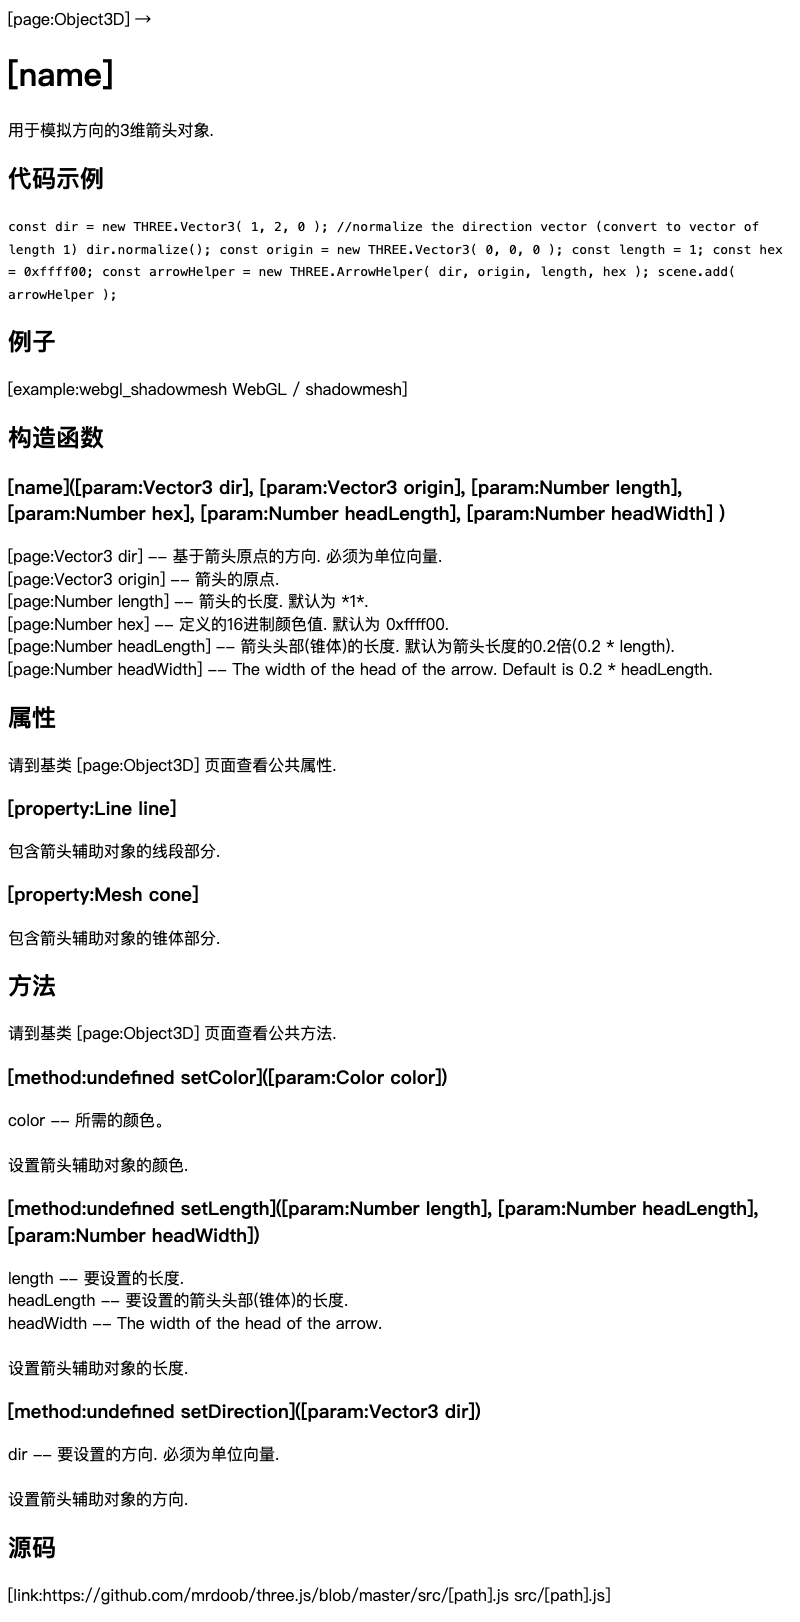 [page:Object3D] →
[name]
用于模拟方向的3维箭头对象.
代码示例
const dir = new THREE.Vector3( 1, 2, 0 ); //normalize the direction vector (convert to vector of
length 1) dir.normalize(); const origin = new THREE.Vector3( 0, 0, 0 ); const length = 1; const hex
= 0xffff00; const arrowHelper = new THREE.ArrowHelper( dir, origin, length, hex ); scene.add(
arrowHelper );
例子
[example:webgl_shadowmesh WebGL / shadowmesh]
构造函数
[name]([param:Vector3 dir], [param:Vector3 origin], [param:Number length],
[param:Number hex], [param:Number headLength], [param:Number headWidth] )
[page:Vector3 dir] -- 基于箭头原点的方向. 必须为单位向量.
[page:Vector3 origin] -- 箭头的原点.
[page:Number length] -- 箭头的长度. 默认为 *1*.
[page:Number hex] -- 定义的16进制颜色值. 默认为 0xffff00.
[page:Number headLength] -- 箭头头部(锥体)的长度. 默认为箭头长度的0.2倍(0.2 * length).
[page:Number headWidth] -- The width of the head of the arrow. Default is 0.2 * headLength.
属性
请到基类 [page:Object3D] 页面查看公共属性.
[property:Line line]
包含箭头辅助对象的线段部分.
[property:Mesh cone]
包含箭头辅助对象的锥体部分.
方法
请到基类 [page:Object3D] 页面查看公共方法.
[method:undefined setColor]([param:Color color])
color -- 所需的颜色。
设置箭头辅助对象的颜色.
[method:undefined setLength]([param:Number length], [param:Number headLength],
[param:Number headWidth])
length -- 要设置的长度.
headLength -- 要设置的箭头头部(锥体)的长度.
headWidth -- The width of the head of the arrow.
设置箭头辅助对象的长度.
[method:undefined setDirection]([param:Vector3 dir])
dir -- 要设置的方向. 必须为单位向量.
设置箭头辅助对象的方向.
源码
[link:https://github.com/mrdoob/three.js/blob/master/src/[path].js src/[path].js]